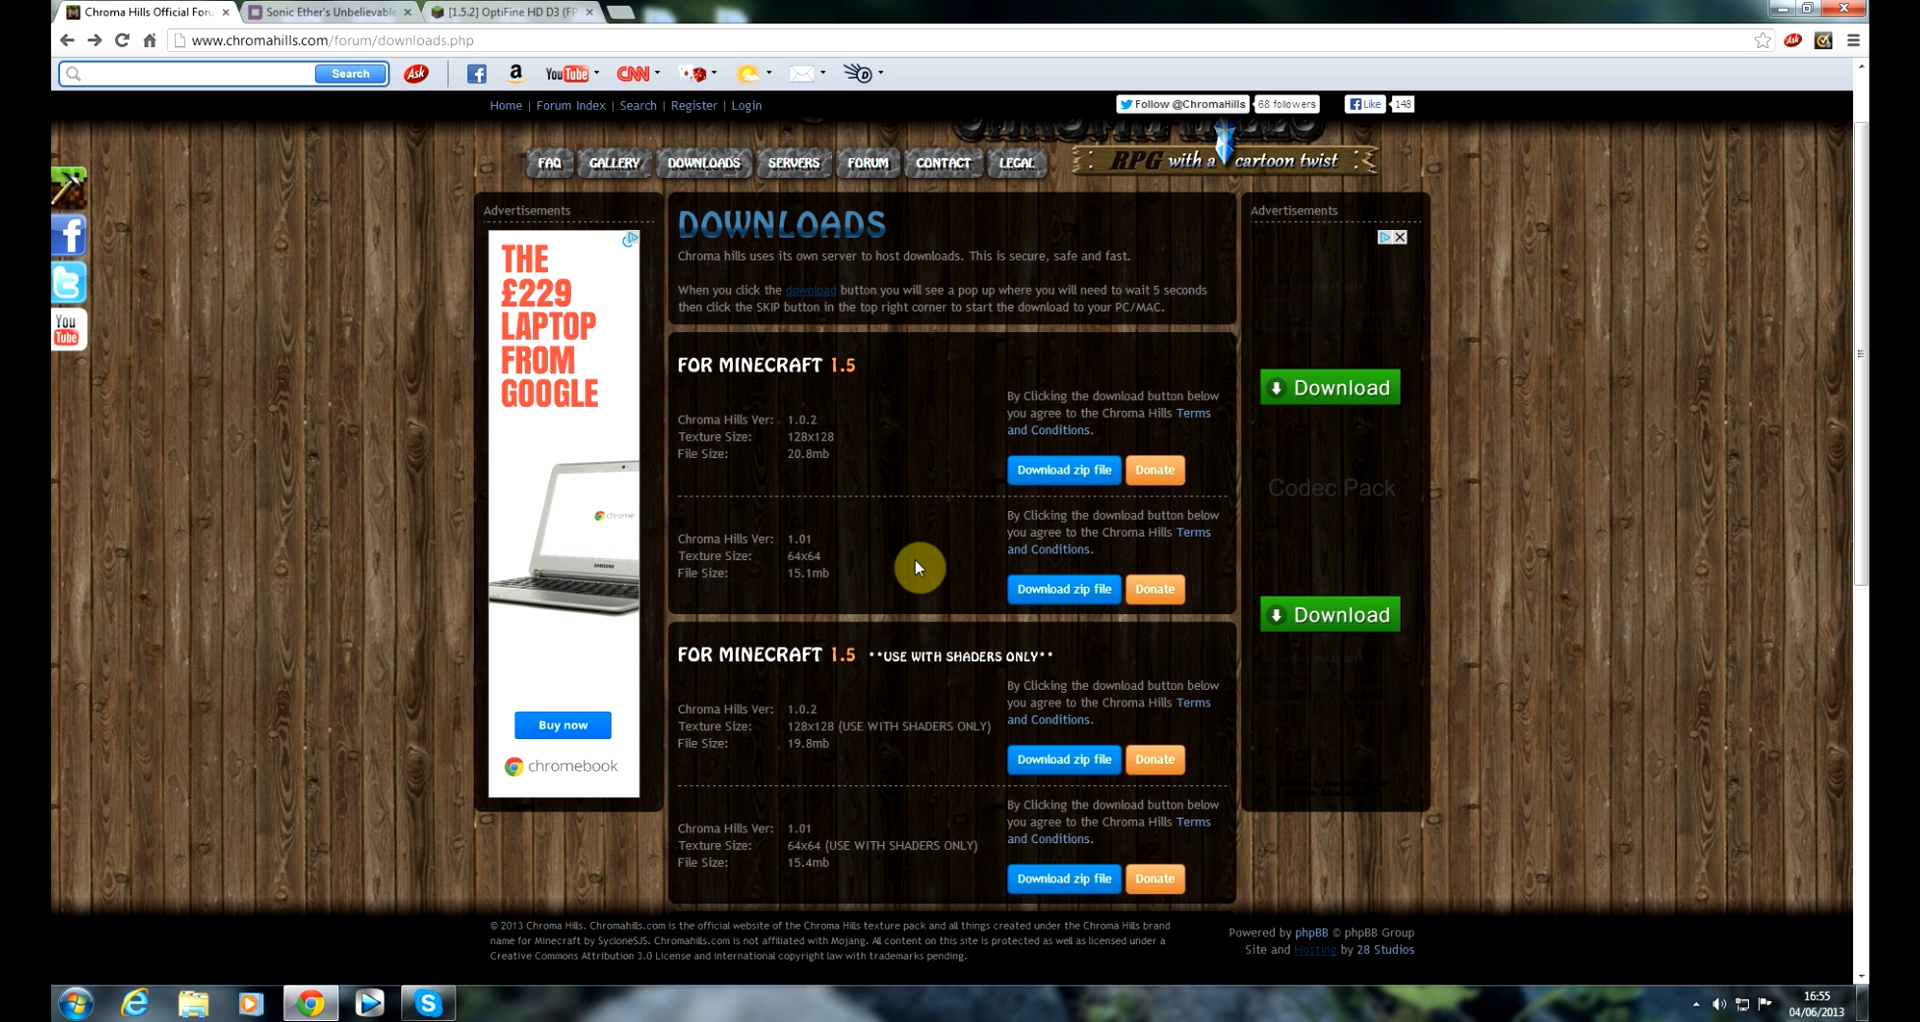 Chroma Hills Official Foru
Sonic Ether's Unbelievable
[1.5.2] OptiFine HD D3 (FP
www.chromahills.com/forum/downloads.php
Search
Ask
a
YouTube
CNN
Home | Forum Index | Search | Register | Login
Follow @ChromaHills
68 followers
Like
148
FAQ
GALLERY
DOWNLOADS
SERVERS
FORUM
CONTACT
LEGAL
RPG with a cartoon twist
You
Tube
Advertisements
THE
£229
LAPTOP
FROM
GOOGLE
chrome
SAMSUNG
Buy now
chromebook
DOWNLOADS
Chroma hills uses its own server to host downloads. This is secure, safe and fast.
When you click the download button you will see a pop up where you will need to wait 5 seconds
then click the SKIP button in the top right corner to start the download to your PC/MAC.
FOR MINECRAFT 1.5
Chroma Hills Ver: 1.0.2
Texture Size: 128x128
File Size: 20.8mb
By Clicking the download button below
you agree to the Chroma Hills Terms
and Conditions.
Download zip file
Donate
Chroma Hills Ver: 1.01
Texture Size: 64x64
File Size: 15.1mb
By Clicking the download button below
you agree to the Chroma Hills Terms
and Conditions.
Download zip file
Donate
FOR MINECRAFT 1.5 **USE WITH SHADERS ONLY**
Chroma Hills Ver: 1.0.2
Texture Size: 128x128 (USE WITH SHADERS ONLY)
File Size: 19.8mb
By Clicking the download button below
you agree to the Chroma Hills Terms
and Conditions.
Download zip file
Donate
Chroma Hills Ver: 1.01
Texture Size: 64x64 (USE WITH SHADERS ONLY)
File Size: 15.4mb
By Clicking the download button below
you agree to the Chroma Hills Terms
and Conditions.
Download zip file
Donate
Advertisements
Download
Codec Pack
Download
© 2013 Chroma Hills. Chromahills.com is the official website of the Chroma Hills texture pack and all things created under the Chroma Hills brand
name for Minecraft by SycloneSJS. Chromahills.com is not affiliated with Mojang. All content on this site is protected as well as licensed under a
Creative Commons Attribution 3.0 License and international copyright law with trademarks pending.
Powered by phpBB © phpBB Group
Site and Hosting by 28 Studios
16:55
04/06/2013